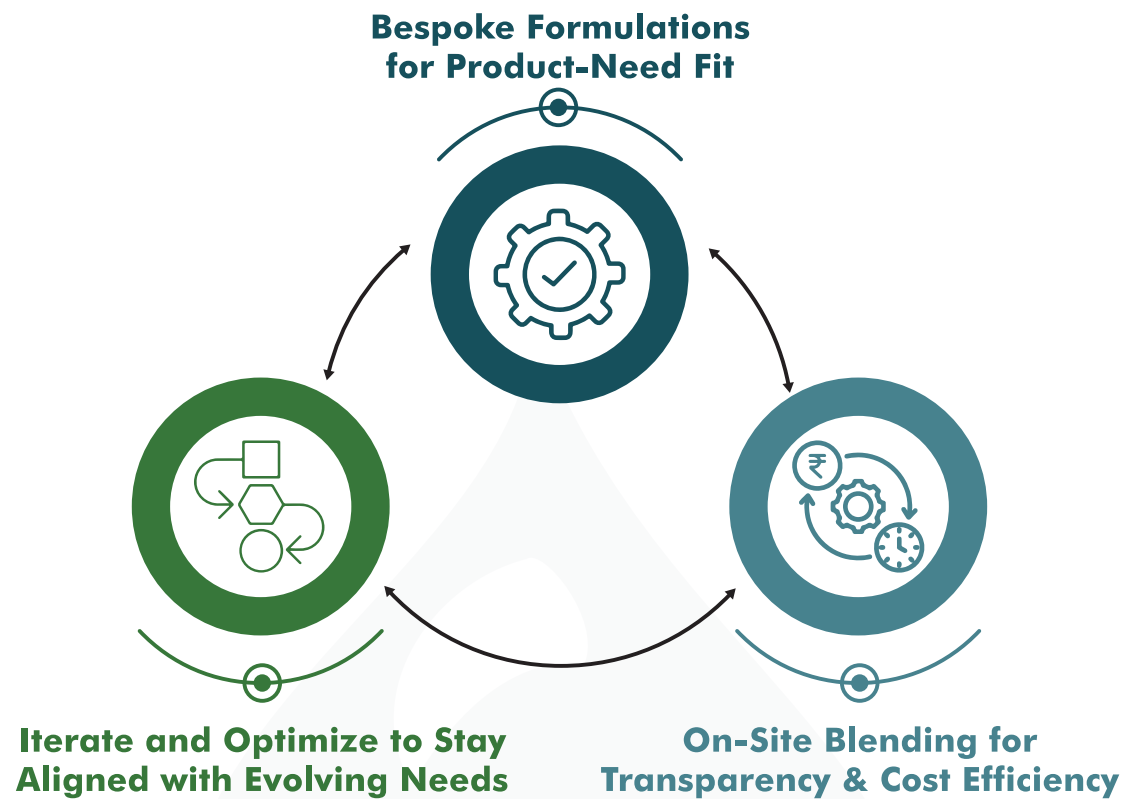 Bespoke Formulations
for Product-Need Fit
₹
Iterate and Optimize to Stay
Aligned with Evolving Needs
On-Site Blending for
Transparency & Cost Efficiency